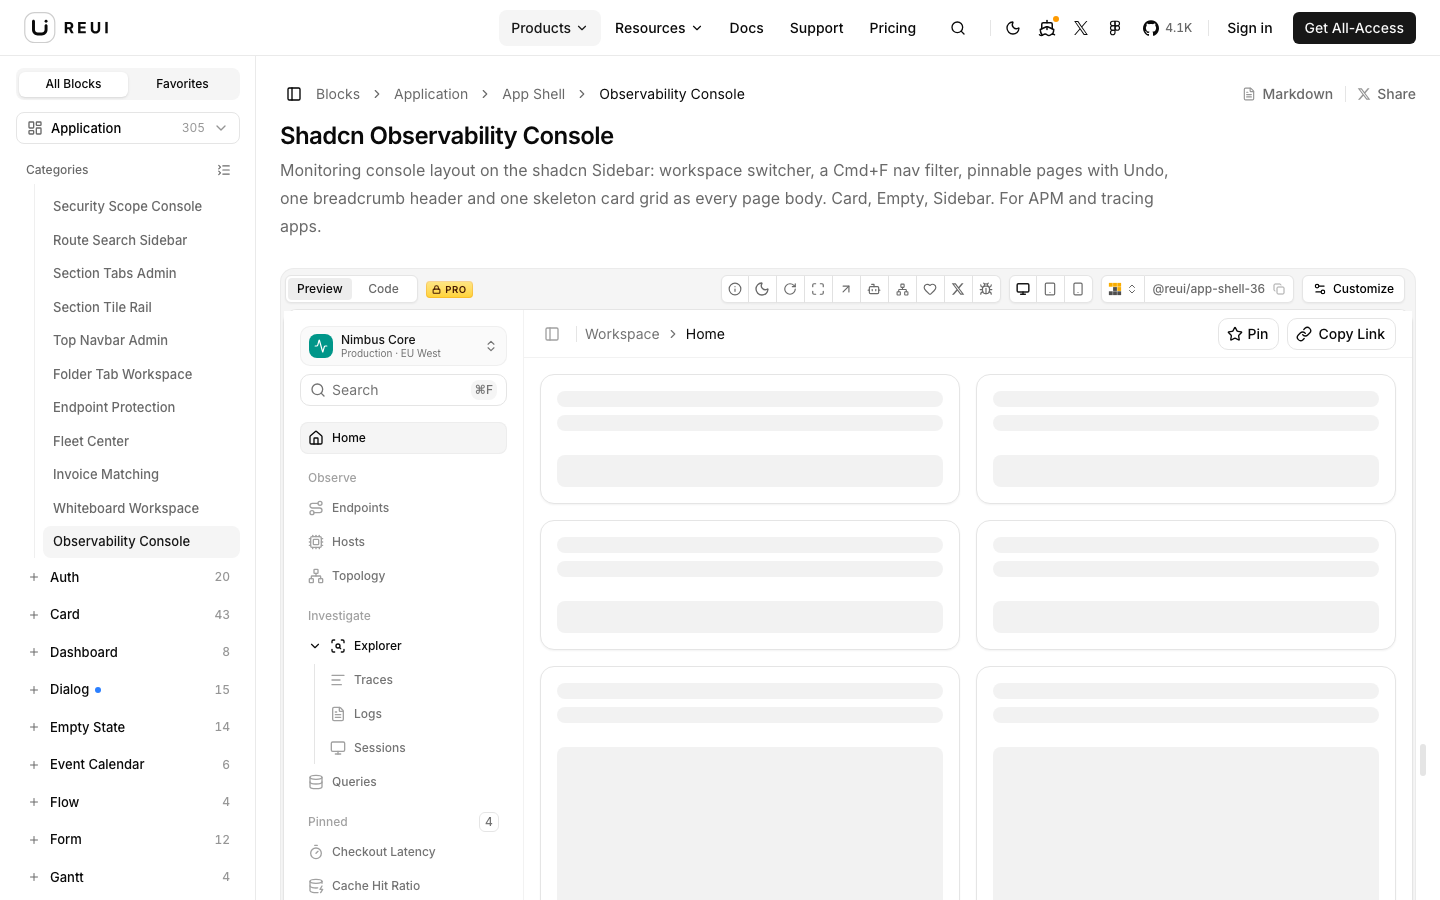 REUI
Products
Resources
Docs
Support
Pricing
4.1K
Sign in
Get All-Access
All Blocks
Favorites
Application
305
Categories
Security Scope Console
Route Search Sidebar
Section Tabs Admin
Section Tile Rail
Top Navbar Admin
Folder Tab Workspace
Endpoint Protection
Fleet Center
Invoice Matching
Whiteboard Workspace
Observability Console
Auth 20
Card 43
Dashboard 8
Dialog 15
Empty State 14
Event Calendar 6
Flow 4
Form 12
Gantt 4
Blocks > Application > App Shell > Observability Console
Markdown
Share
Shadcn Observability Console
Monitoring console layout on the shadcn Sidebar: workspace switcher, a Cmd+F nav filter, pinnable pages with Undo,
one breadcrumb header and one skeleton card grid as every page body. Card, Empty, Sidebar. For APM and tracing
apps.
Preview
Code
PRO
@reui/app-shell-36
Customize
Nimbus Core
Production · EU West
Search ⌘F
Home
Observe
Endpoints
Hosts
Topology
Investigate
Explorer
Traces
Logs
Sessions
Queries
Pinned 4
Checkout Latency
Cache Hit Ratio
Workspace > Home
Pin
Copy Link